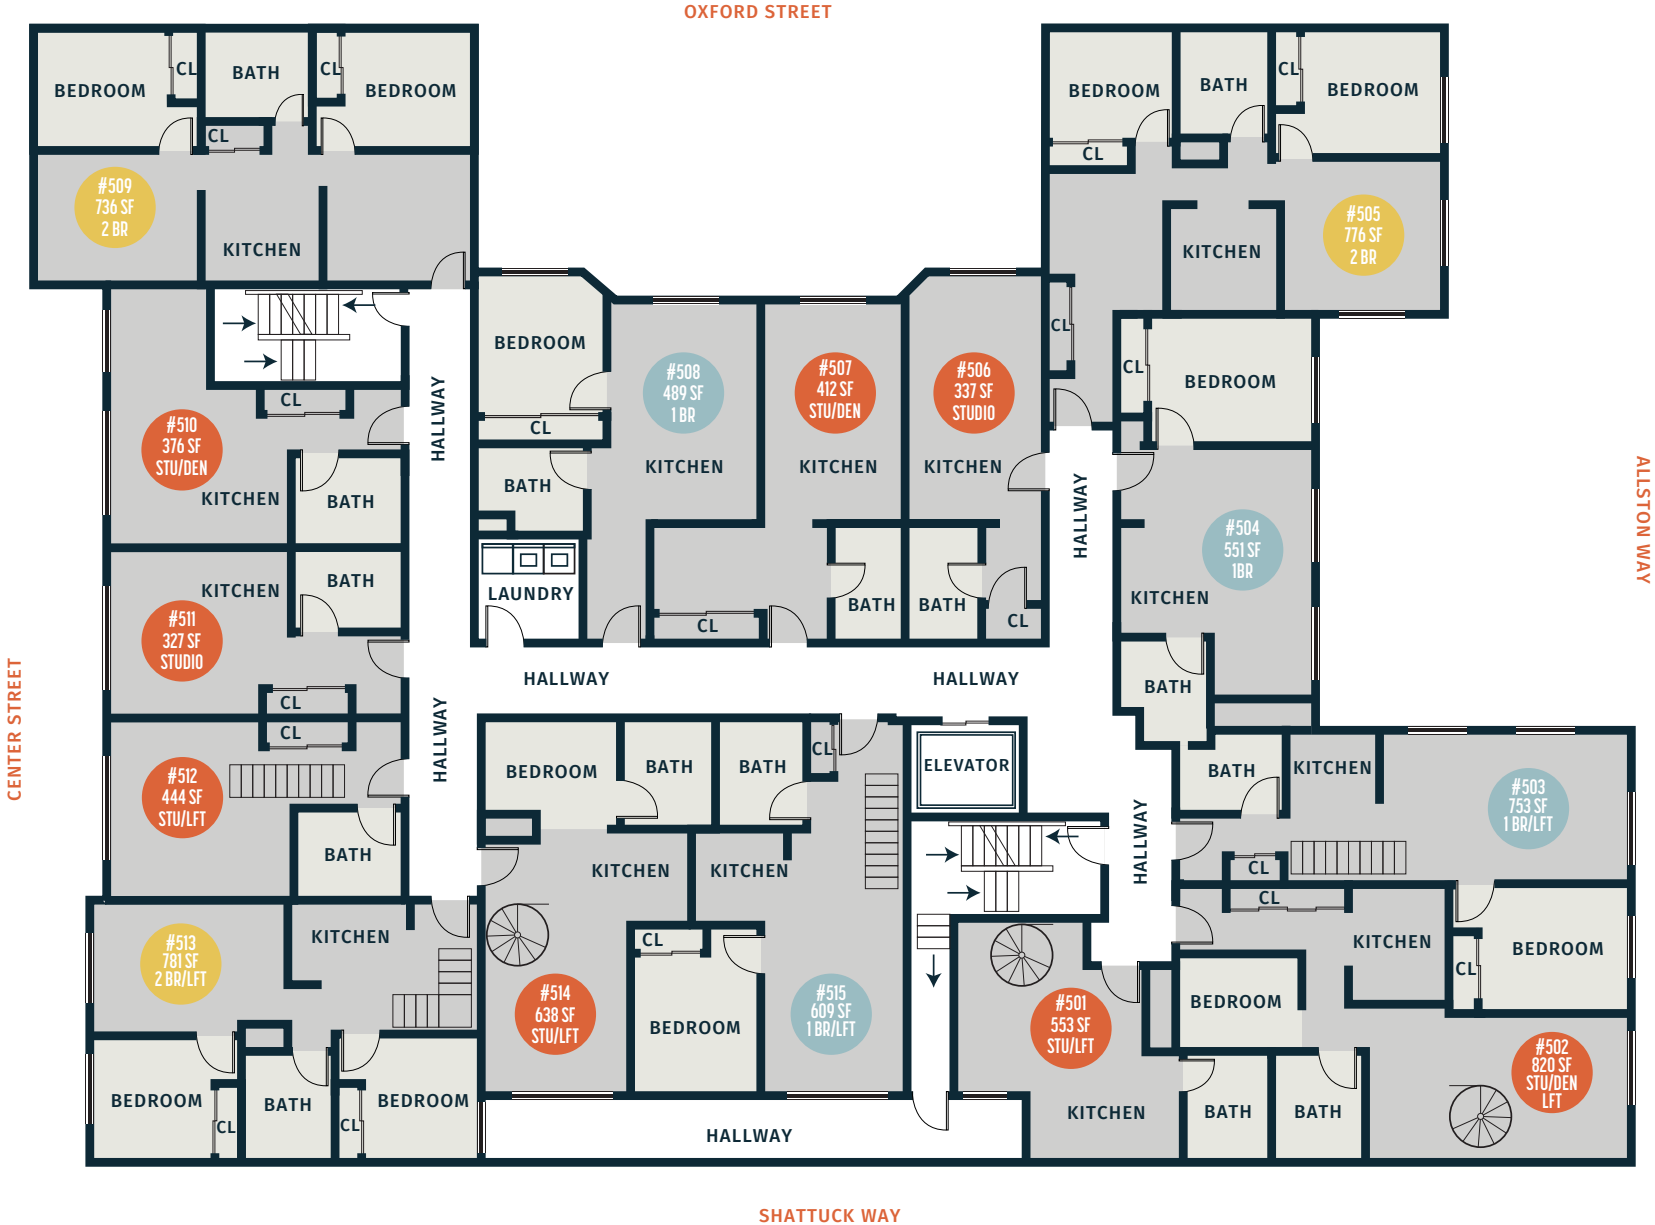 OXFORD STREET
BEDROOM
CL
BATH
CL
BEDROOM
CL
#509
736 SF
2 BR
KITCHEN
BEDROOM
BATH
CL
BEDROOM
CL
#505
776 SF
2 BR
KITCHEN
CL
CL
BEDROOM
BEDROOM
CL
BATH
LAUNDRY
#508
489 SF
1 BR
KITCHEN
CL
#507
412 SF
STU/DEN
KITCHEN
BATH
#506
337 SF
STUDIO
KITCHEN
BATH
CL
HALLWAY
CL
#510
376 SF
STU/DEN
KITCHEN
BATH
KITCHEN
BATH
#511
327 SF
STUDIO
CL
CL
#512
444 SF
STU/LFT
BATH
HALLWAY
HALLWAY
HALLWAY
HALLWAY
#504
551 SF
1BR
KITCHEN
BATH
ALLSTON WAY
CENTER STREET
BEDROOM
BATH
BATH
CL
ELEVATOR
BATH
KITCHEN
#503
753 SF
1 BR/LFT
CL
HALLWAY
KITCHEN
KITCHEN
CL
#514
638 SF
STU/LFT
BEDROOM
#515
609 SF
1 BR/LFT
CL
KITCHEN
CL
BEDROOM
BEDROOM
#501
553 SF
STU/LFT
KITCHEN
BATH
BATH
#502
820 SF
STU/DEN
LFT
KITCHEN
#513
781 SF
2 BR/LFT
BEDROOM
CL
BATH
CL
BEDROOM
HALLWAY
SHATTUCK WAY